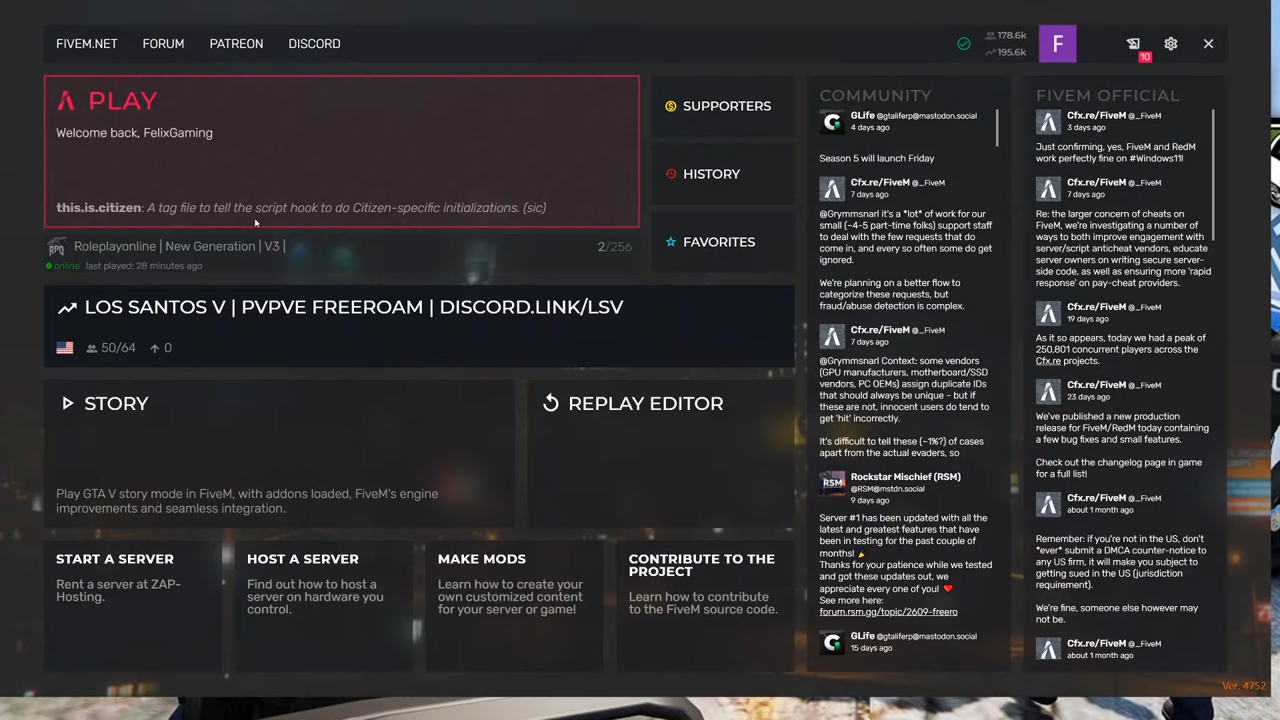 FIVEM.NET
FORUM
PATREON
DISCORD
178.6k
195.6k
F
10
PLAY
Welcome back, FelixGaming
this.is.citizen: A tag file to tell the script hook to do Citizen-specific initializations. (sic)
RPQ
Roleplayonline | New Generation | V3 |
2/256
online last played: 28 minutes ago
SUPPORTERS
HISTORY
FAVORITES
LOS SANTOS V | PVPVE FREEROAM | DISCORD.LINK/LSV
50/64
0
STORY
Play GTA V story mode in FiveM, with addons loaded, FiveM's engine
improvements and seamless integration.
REPLAY EDITOR
START A SERVER
Rent a server at ZAP-
Hosting.
HOST A SERVER
Find out how to host a
server on hardware you
control.
MAKE MODS
Learn how to create your
own customized content
for your server or game!
CONTRIBUTE TO THE
PROJECT
Learn how to contribute
to the FiveM source code.
COMMUNITY
GLife @gtaliferp@mastodon.social
4 days ago
Season 5 will launch Friday
Cfx.re/FiveM @_FiveM
7 days ago
@Grymmsnarl it's a *lot* of work for our
small (~4-5 part-time folks) support staff
to deal with the few requests that do
come in, and every so often some do get
ignored.
We're planning on a better flow to
categorize these requests, but
fraud/abuse detection is complex.
Cfx.re/FiveM @_FiveM
7 days ago
@Grymmsnarl Context: some vendors
(GPU manufacturers, motherboard/SSD
vendors, PC OEMs) assign duplicate IDs
that should always be unique - but if
these are not, innocent users do tend to
get 'hit' incorrectly.
It's difficult to tell these (~1%?) of cases
apart from the actual evaders, so
RSM
Rockstar Mischief (RSM)
@RSM@mstdn.social
9 days ago
Server #1 has been updated with all the
latest and greatest features that have
been in testing for the past couple of
months! 🎉
Thanks for your patience while we tested
and got these updates out, we
appreciate every one of you! ❤️
See more here:
forum.rsm.gg/topic/2609-freero
GLife @gtaliferp@mastodon.social
15 days ago
FIVEM OFFICIAL
Cfx.re/FiveM @_FiveM
3 days ago
Just confirming, yes, FiveM and RedM
work perfectly fine on #Windows11!
Cfx.re/FiveM @_FiveM
7 days ago
Re: the larger concern of cheats on
FiveM, we're investigating a number of
ways to both improve engagement with
server/script anticheat vendors, educate
server owners on writing secure server-
side code, as well as ensuring more 'rapid
response' on pay-cheat providers.
Cfx.re/FiveM @_FiveM
19 days ago
As it so appears, today we had a peak of
250,801 concurrent players across the
Cfx.re projects.
Cfx.re/FiveM @_FiveM
23 days ago
We've published a new production
release for FiveM/RedM today containing
a few bug fixes and small features.
Check out the changelog page in game
for a full list!
Cfx.re/FiveM @_FiveM
about 1 month ago
Remember: if you're not in the US, don't
*ever* submit a DMCA counter-notice to
any US firm, it will make you subject to
getting sued in the US (jurisdiction
requirement).
We're fine, someone else however may
not be.
Cfx.re/FiveM @_FiveM
about 1 month ago
Ver. 4752